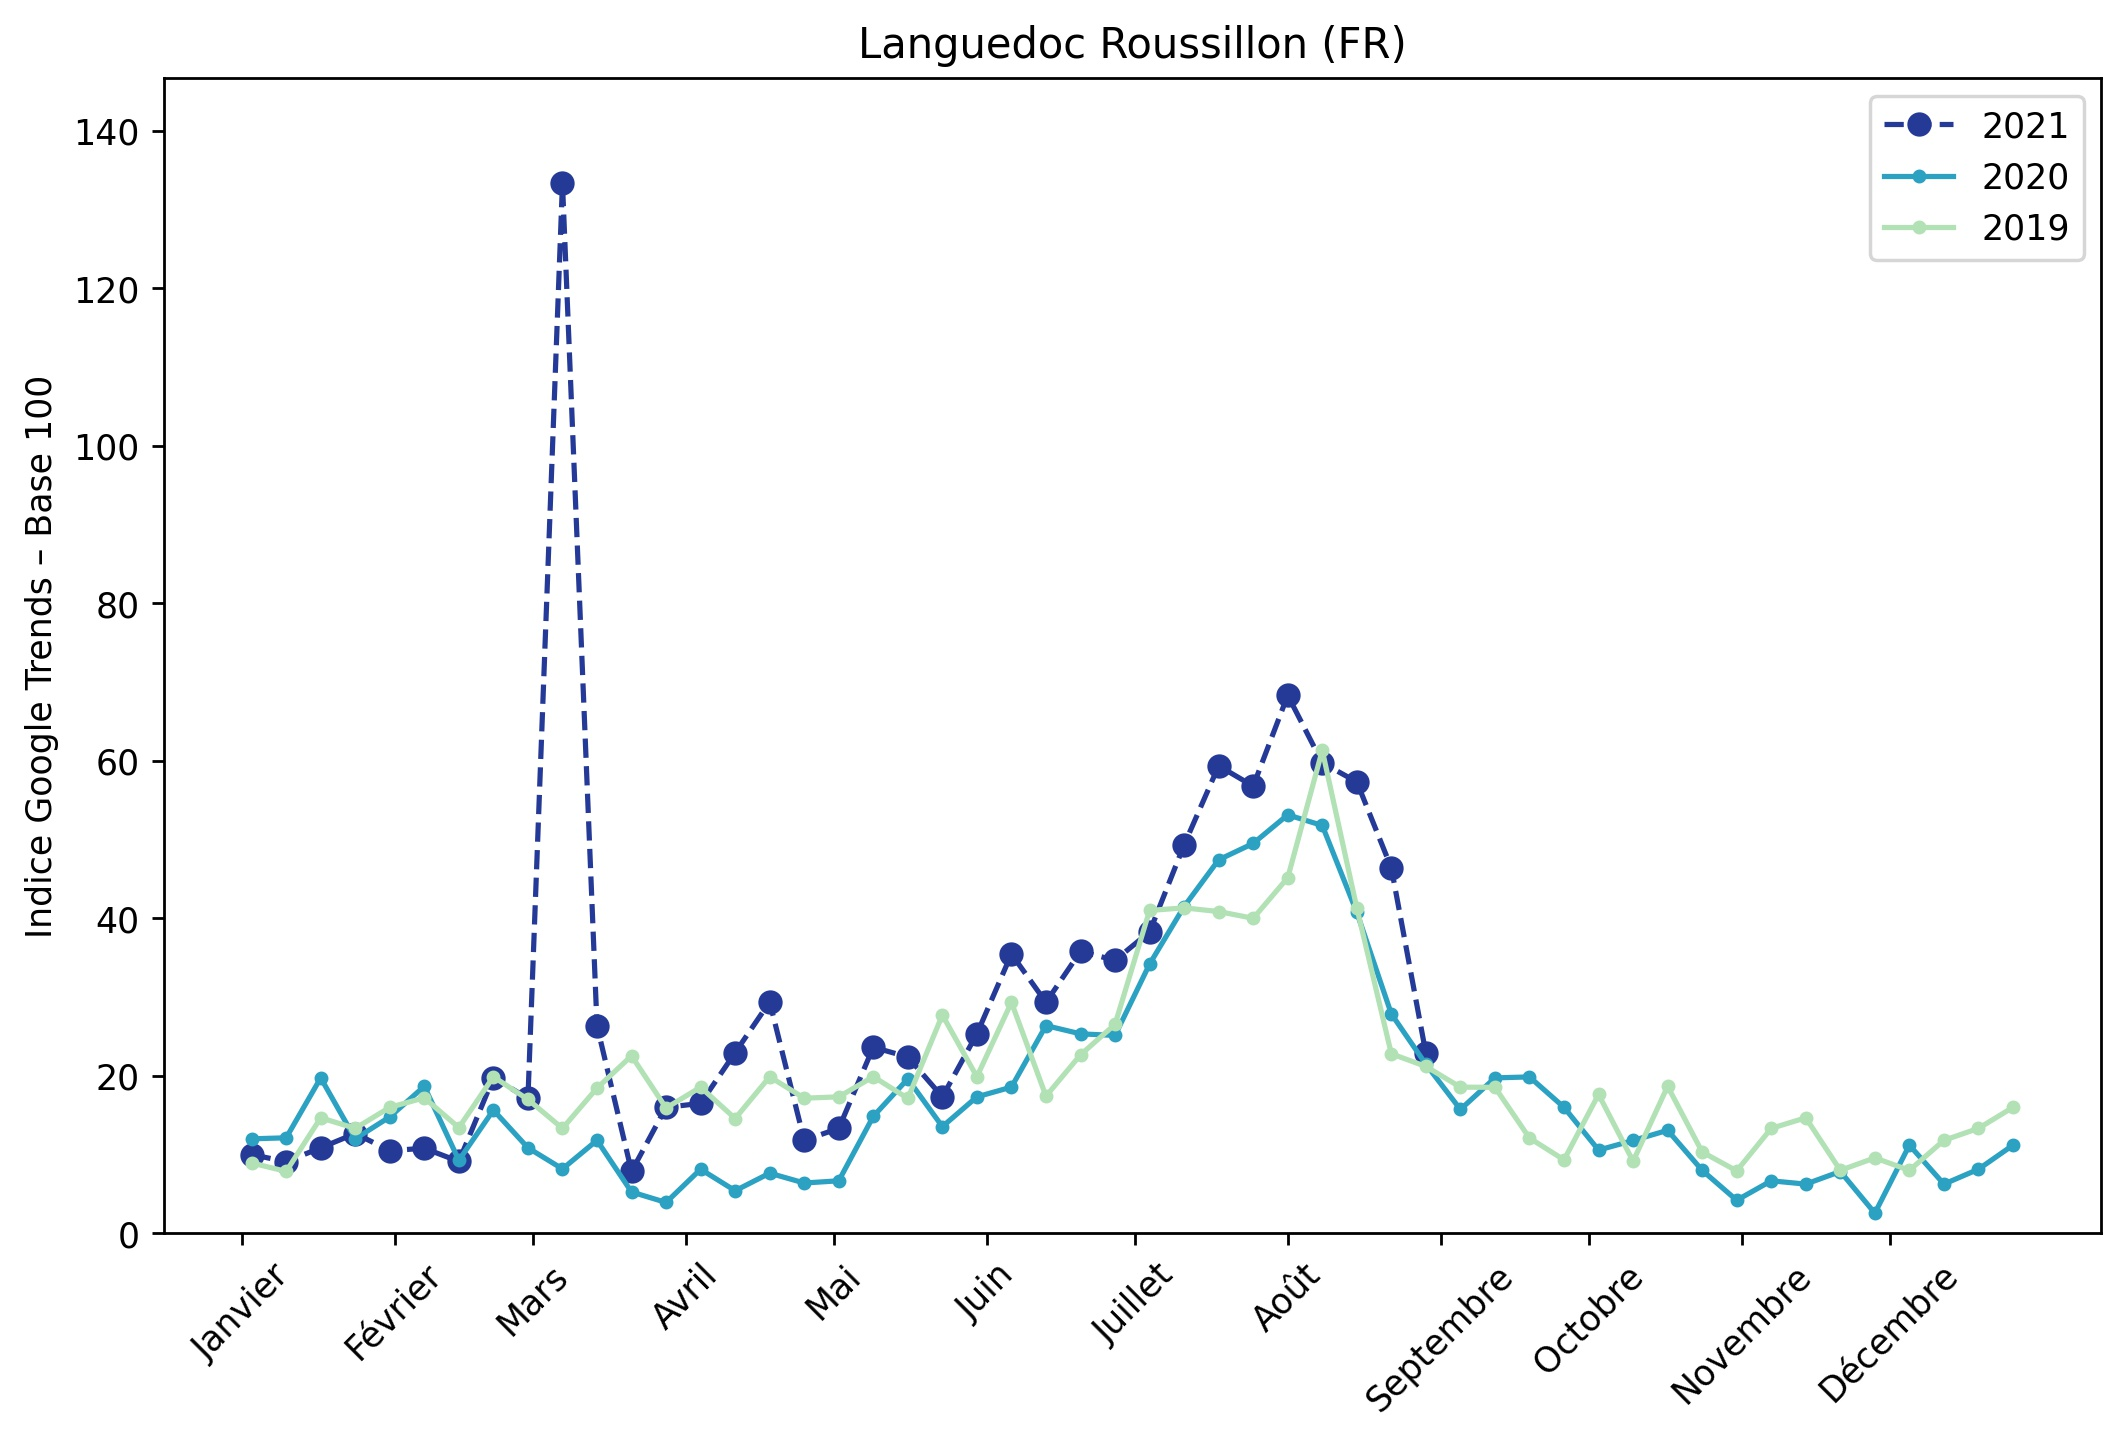 Languedoc Roussillon (FR)
2021
2020
2019
Indice Google Trends – Base 100
140
120
100
80
60
40
20
0
Janvier
Février
Mars
Avril
Mai
Juin
Juillet
Août
Septembre
Octobre
Novembre
Décembre